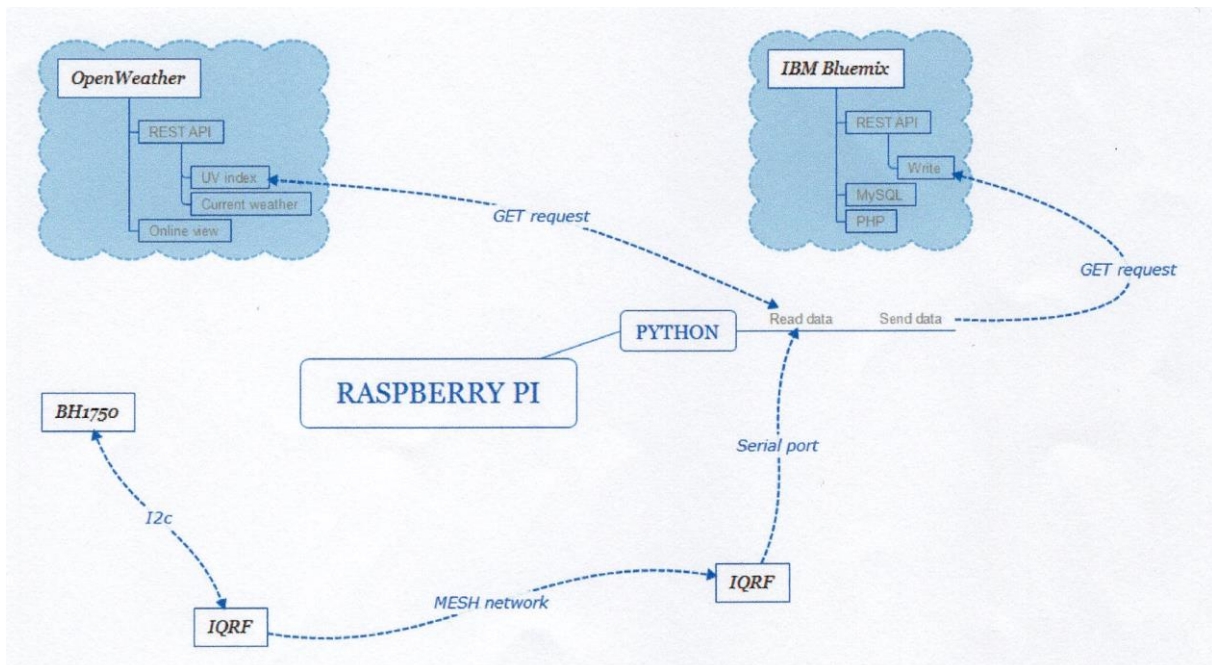 OpenWeather
REST API
UV index
Current weather
Online view
IBM Bluemix
REST API
Write
MySQL
PHP
GET request
GET request
Read data
Send data
PYTHON
RASPBERRY PI
BH1750
Serial port
I2c
IQRF
MESH network
IQRF